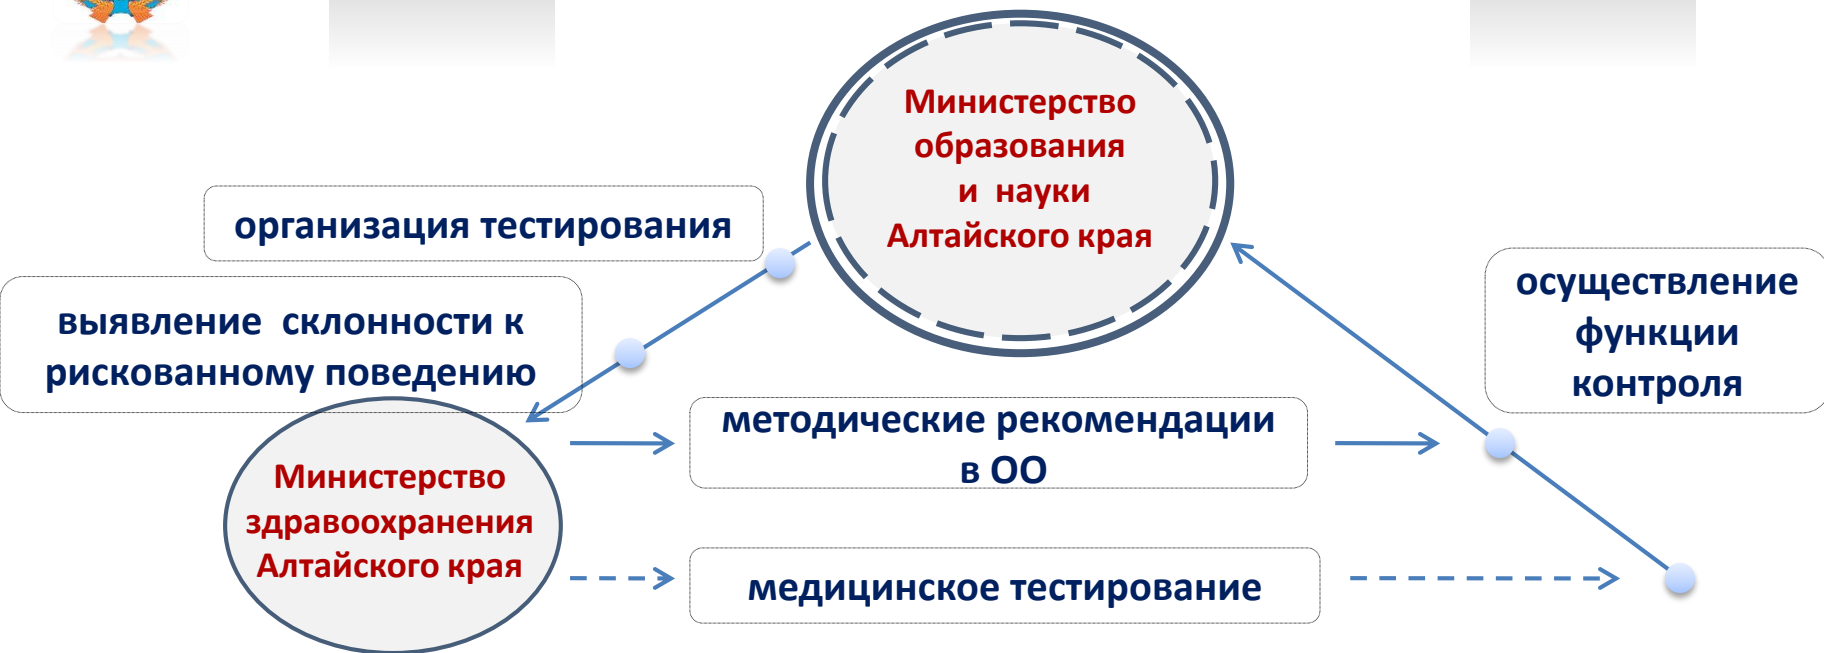 Министерство
образования
и науки
Алтайского края
организация тестирования
выявление склонности к
рискованному поведению
осуществление
функции
контроля
методические рекомендации
в ОО
Министерство
здравоохранения
Алтайского края
медицинское тестирование